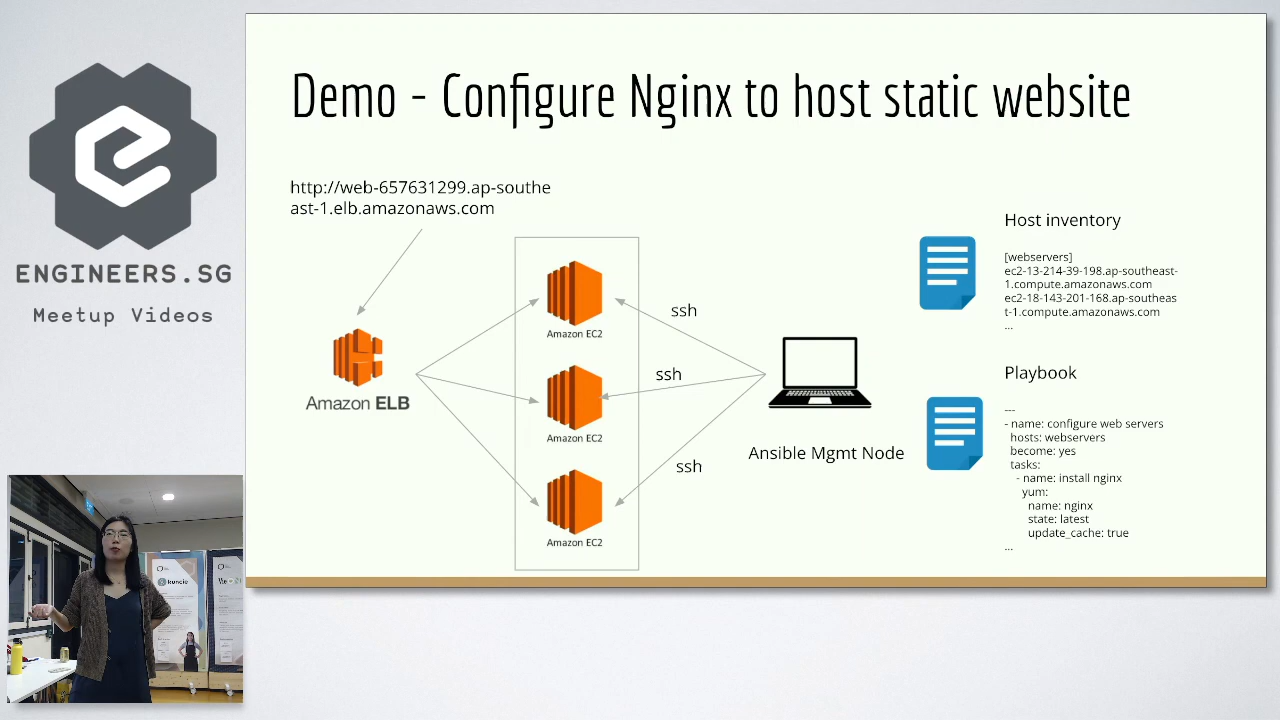 ENGINEERS.SG
Meetup Videos
Demo - Configure Nginx to host static website
http://web-657631299.ap-southe
ast-1.elb.amazonaws.com
Amazon ELB
Amazon EC2
Amazon EC2
Amazon EC2
ssh
ssh
ssh
Ansible Mgmt Node
Host inventory
[webservers]
ec2-13-214-39-198.ap-southeast-
1.compute.amazonaws.com
ec2-18-143-201-168.ap-southeas
t-1.compute.amazonaws.com
...
Playbook
---
- name: configure web servers
hosts: webservers
become: yes
tasks:
- name: install nginx
yum:
name: nginx
state: latest
update_cache: true
...
kuncie